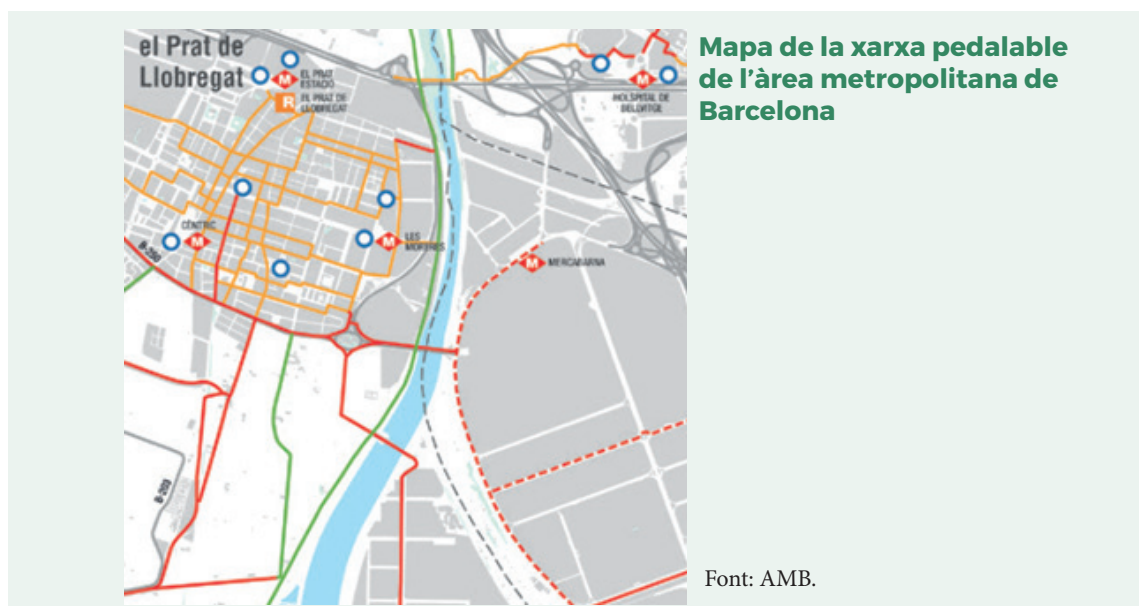 el Prat de
Llobregat
M
EL PRAT
ESTACIÓ
R
EL PRAT DE
LLOBREGAT
CÈNTRIC
M
B-250
M
LES
MORERES
M
HOLSPITAL DE
BELLVITGE
M
MERCABARNA
B-203
Mapa de la xarxa pedalable
de l’àrea metropolitana de
Barcelona
Font: AMB.